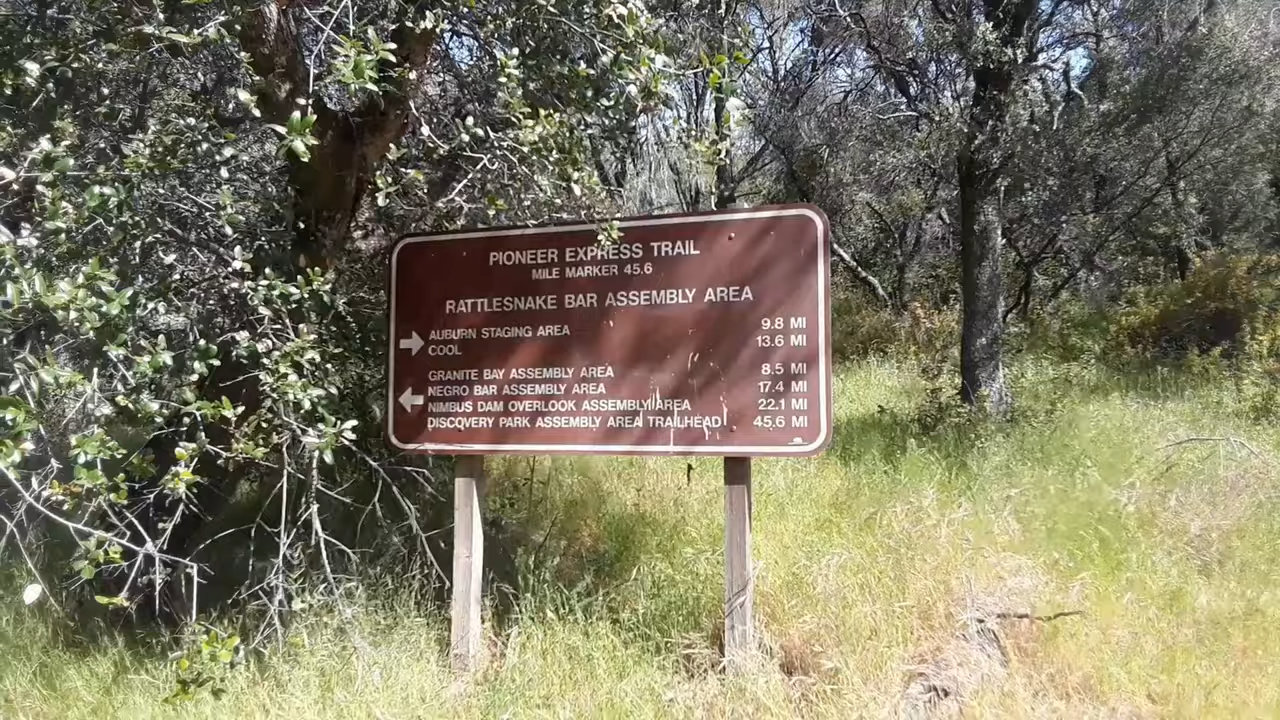 PIONEER EXPRESS TRAIL
MILE MARKER 45.6
RATTLESNAKE BAR ASSEMBLY AREA
AUBURN STAGING AREA 9.8 MI
COOL 13.6 MI
GRANITE BAY ASSEMBLY AREA 8.5 MI
NEGRO BAR ASSEMBLY AREA 17.4 MI
NIMBUS DAM OVERLOOK ASSEMBLY AREA 22.1 MI
DISCOVERY PARK ASSEMBLY AREA TRAILHEAD 45.6 MI